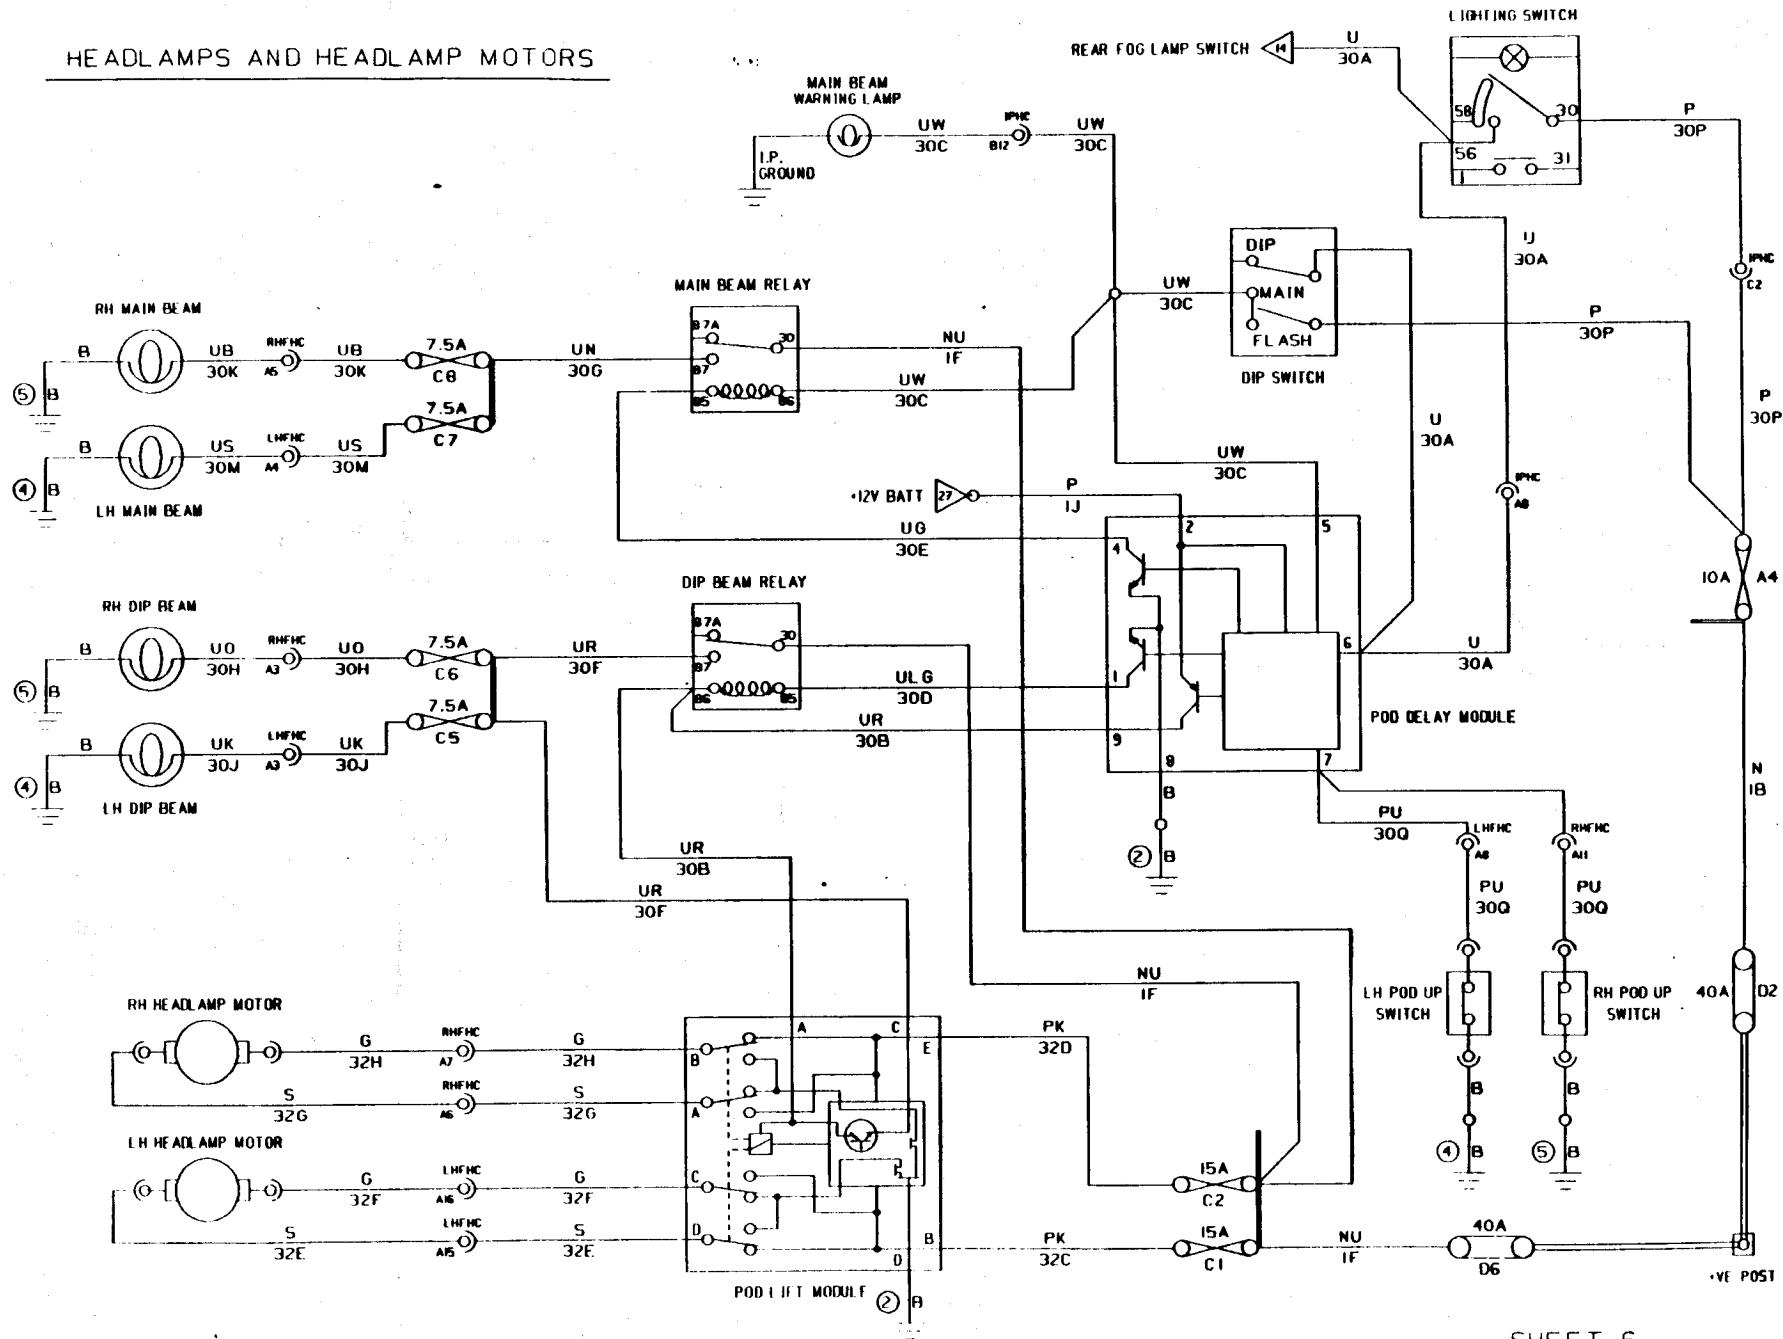 HEADLAMPS AND HEADLAMP MOTORS
LIGHTING SWITCH
REAR FOG LAMP SWITCH
14
U
30A
58
30
56
31
1
P
30P
MAIN BEAM
WARNING LAMP
UW
30C
IPHC
B12
UW
30C
I.P.
GROUND
U
30A
IPHC
C2
DIP
MAIN
FLASH
DIP SWITCH
UW
30C
P
30P
P
30P
MAIN BEAM RELAY
87A
30
87
85
86
NU
1F
UW
30C
RH MAIN BEAM
B
UB
30K
RHFHC
A5
UB
30K
7.5A
C8
UN
30G
5
B
7.5A
C7
B
US
30M
LHFHC
A4
US
30M
4
B
LH MAIN BEAM
U
30A
UW
30C
IPHC
A8
+12V BATT
27
P
1J
UG
30E
2
5
4
1
6
9
8
7
U
30A
POD DELAY MODULE
10A
A4
DIP BEAM RELAY
87A
30
87
86
85
ULG
30D
UR
30B
RH DIP BEAM
B
UO
30H
RHFHC
A3
UO
30H
7.5A
C6
UR
30F
5
B
7.5A
C5
B
UK
30J
LHFHC
A3
UK
30J
4
B
LH DIP BEAM
N
1B
B
2
B
PU
30Q
LHFHC
A8
RHFHC
A11
PU
30Q
PU
30Q
UR
30B
UR
30F
NU
1F
LH POD UP
SWITCH
RH POD UP
SWITCH
40A
D2
B
B
4
B
5
B
RH HEADLAMP MOTOR
G
32H
RHFHC
A7
G
32H
S
32G
RHFHC
A6
S
32G
LH HEADLAMP MOTOR
G
32F
LHFHC
A16
G
32F
S
32E
LHFHC
A15
S
32E
A
C
B
E
A
C
D
B
D
PK
32D
PK
32C
15A
C2
15A
C1
NU
1F
40A
D6
+VE POST
POD LIFT MODULE
2
B
SHEET 6